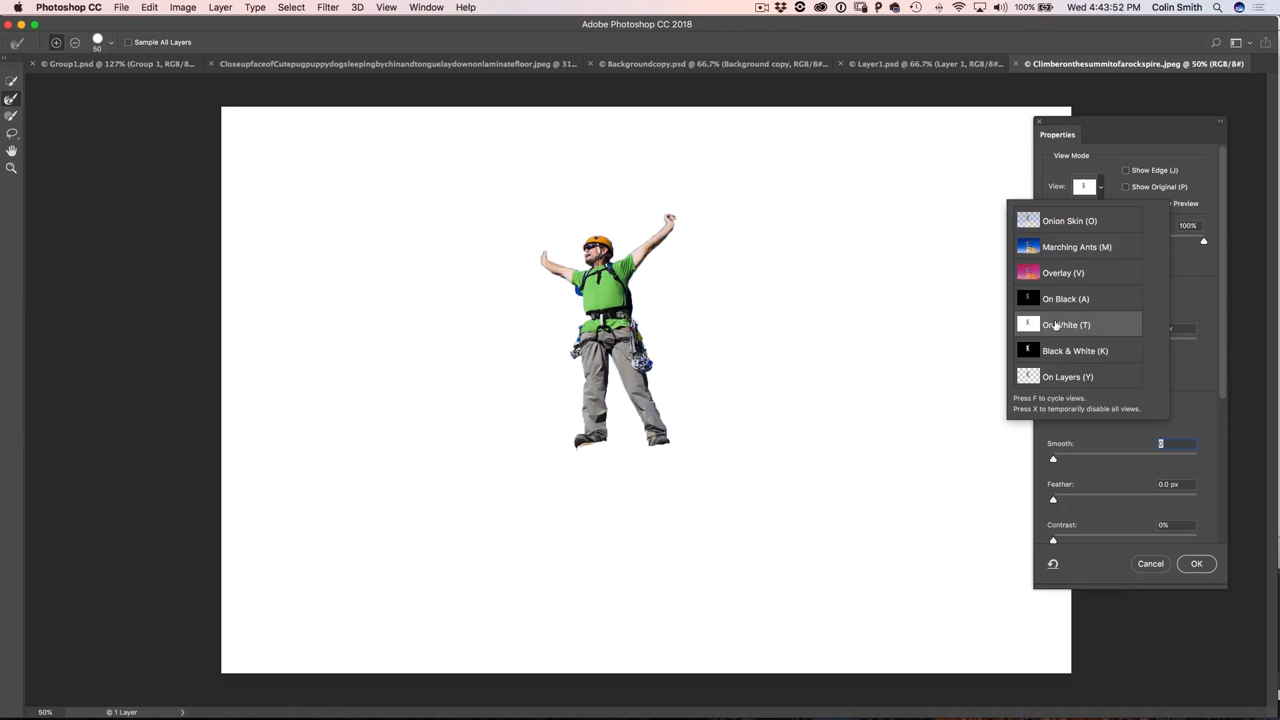 Photoshop CC File Edit Image Layer Type Select Filter 3D View Window Help 100% Wed 4:43:52 PM Colin Smith
Adobe Photoshop CC 2018
50 Sample All Layers
© Group1.psd @ 127% (Group 1, RGB/8... CloseupfaceofCutepugpuppydogsleepingbychinandtonguelaydownonlaminatefloor.jpeg @ 31... © Backgroundcopy.psd @ 66.7% (Background copy, RGB/8#... © Layer1.psd @ 66.7% (Layer 1, RGB/8#... © Climberonthesummitofarockspire..jpeg @ 50% (RGB/8#)
Properties
View Mode
Show Edge (J)
View: Show Original (P)
Preview
Onion Skin (O) 100%
Marching Ants (M)
Overlay (V)
On Black (A)
On White (T)
Black & White (K)
On Layers (Y)
Press F to cycle views.
Press X to temporarily disable all views.
Smooth: 0
Feather: 0.0 px
Contrast: 0%
Cancel OK
50% © 1 Layer